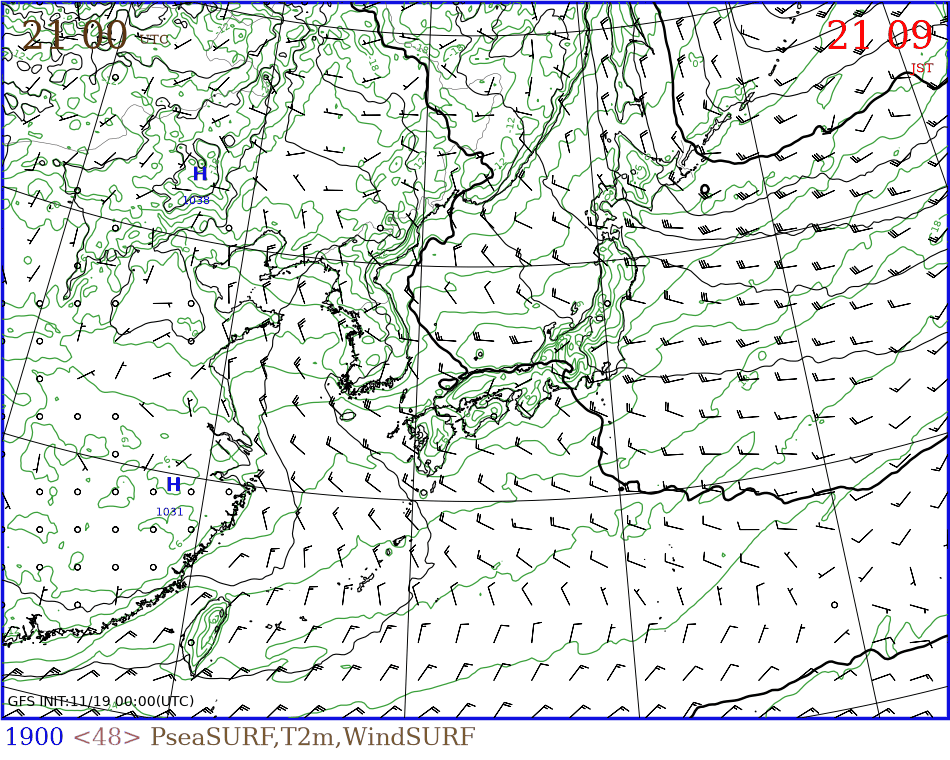 21 00 UTC
21 09
JST
H
1038
H
1031
GFS INIT:11/19 00:00(UTC)
1900 <48> PseaSURF,T2m,WindSURF